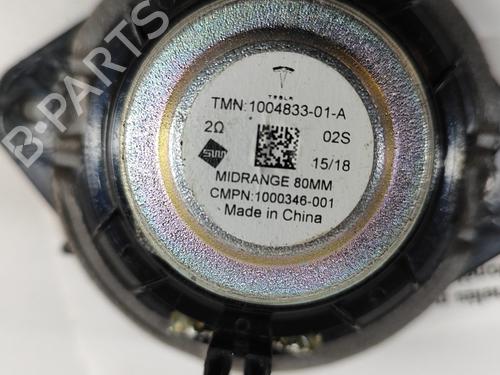 TESLA
TMN:1004833-01-A
2Ω
02S
15/18
MIDRANGE 80MM
CMPN:1000346-001
Made in China
B-PARTS